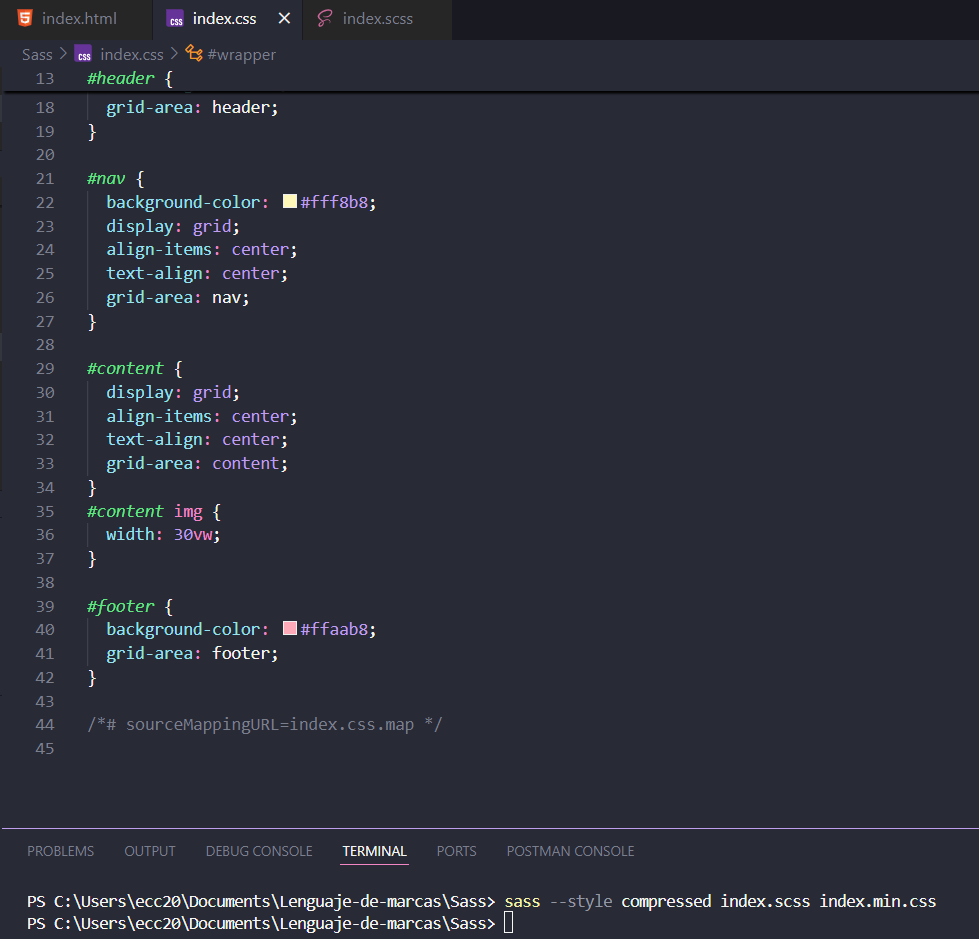 index.html index.css index.scss
Sass > index.css > #wrapper
13 #header {
18 grid-area: header;
19 }
20
21 #nav {
22 background-color: #fff8b8;
23 display: grid;
24 align-items: center;
25 text-align: center;
26 grid-area: nav;
27 }
28
29 #content {
30 display: grid;
31 align-items: center;
32 text-align: center;
33 grid-area: content;
34 }
35 #content img {
36 width: 30vw;
37 }
38
39 #footer {
40 background-color: #ffaab8;
41 grid-area: footer;
42 }
43
44 /*# sourceMappingURL=index.css.map */
45
PROBLEMS OUTPUT DEBUG CONSOLE TERMINAL PORTS POSTMAN CONSOLE
PS C:\Users\ecc20\Documents\Lenguaje-de-marcas\Sass> sass --style compressed index.scss index.min.css
PS C:\Users\ecc20\Documents\Lenguaje-de-marcas\Sass>